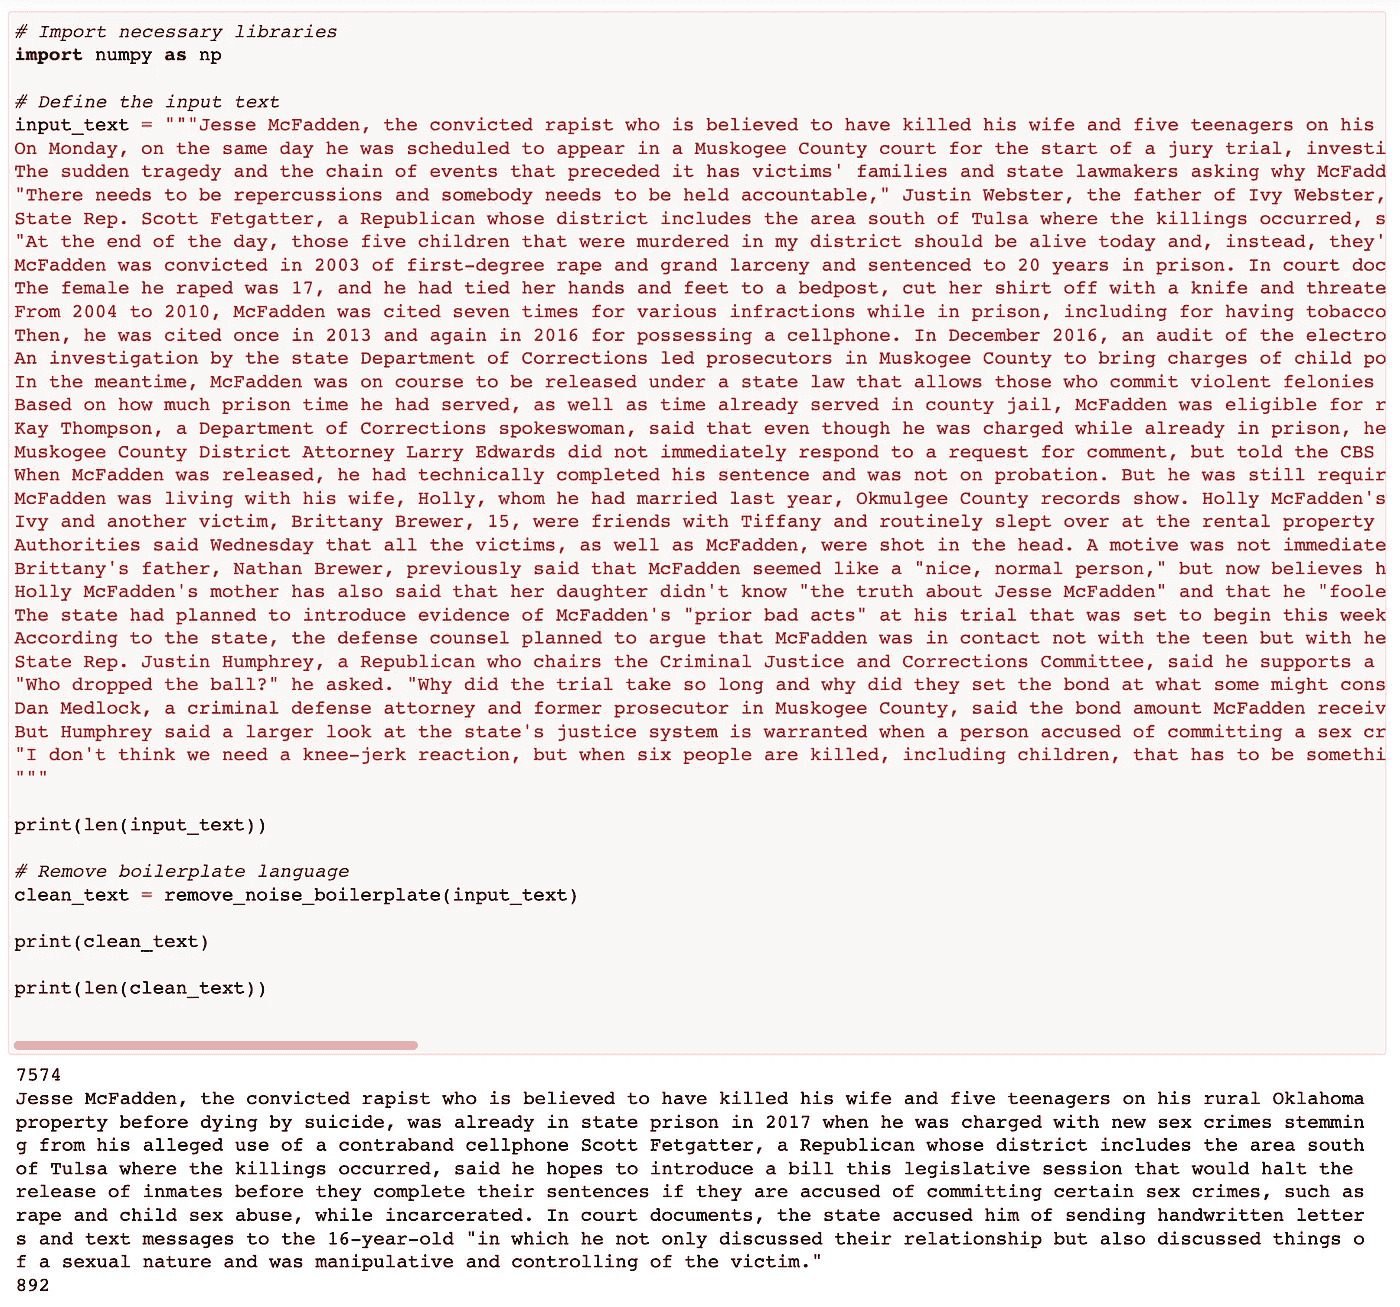 # Import necessary libraries
import numpy as np
# Define the input text
input_text = """Jesse McFadden, the convicted rapist who is believed to have killed his wife and five teenagers on his
On Monday, on the same day he was scheduled to appear in a Muskogee County court for the start of a jury trial, investi
The sudden tragedy and the chain of events that preceded it has victims' families and state lawmakers asking why McFadd
"There needs to be repercussions and somebody needs to be held accountable," Justin Webster, the father of Ivy Webster,
State Rep. Scott Fetgatter, a Republican whose district includes the area south of Tulsa where the killings occurred, s
"At the end of the day, those five children that were murdered in my district should be alive today and, instead, they'
McFadden was convicted in 2003 of first-degree rape and grand larceny and sentenced to 20 years in prison. In court doc
The female he raped was 17, and he had tied her hands and feet to a bedpost, cut her shirt off with a knife and threate
From 2004 to 2010, McFadden was cited seven times for various infractions while in prison, including for having tobacco
Then, he was cited once in 2013 and again in 2016 for possessing a cellphone. In December 2016, an audit of the electro
An investigation by the state Department of Corrections led prosecutors in Muskogee County to bring charges of child po
In the meantime, McFadden was on course to be released under a state law that allows those who commit violent felonies
Based on how much prison time he had served, as well as time already served in county jail, McFadden was eligible for r
Kay Thompson, a Department of Corrections spokeswoman, said that even though he was charged while already in prison, he
Muskogee County District Attorney Larry Edwards did not immediately respond to a request for comment, but told the CBS
When McFadden was released, he had technically completed his sentence and was not on probation. But he was still requir
McFadden was living with his wife, Holly, whom he had married last year, Okmulgee County records show. Holly McFadden's
Ivy and another victim, Brittany Brewer, 15, were friends with Tiffany and routinely slept over at the rental property
Authorities said Wednesday that all the victims, as well as McFadden, were shot in the head. A motive was not immediate
Brittany's father, Nathan Brewer, previously said that McFadden seemed like a "nice, normal person," but now believes h
Holly McFadden's mother has also said that her daughter didn't know "the truth about Jesse McFadden" and that he "foole
The state had planned to introduce evidence of McFadden's "prior bad acts" at his trial that was set to begin this week
According to the state, the defense counsel planned to argue that McFadden was in contact not with the teen but with he
State Rep. Justin Humphrey, a Republican who chairs the Criminal Justice and Corrections Committee, said he supports a
"Who dropped the ball?" he asked. "Why did the trial take so long and why did they set the bond at what some might cons
Dan Medlock, a criminal defense attorney and former prosecutor in Muskogee County, said the bond amount McFadden receiv
But Humphrey said a larger look at the state's justice system is warranted when a person accused of committing a sex cr
"I don't think we need a knee-jerk reaction, but when six people are killed, including children, that has to be somethi
"""
print(len(input_text))
# Remove boilerplate language
clean_text = remove_noise_boilerplate(input_text)
print(clean_text)
print(len(clean_text))
7574
Jesse McFadden, the convicted rapist who is believed to have killed his wife and five teenagers on his rural Oklahoma
property before dying by suicide, was already in state prison in 2017 when he was charged with new sex crimes stemmin
g from his alleged use of a contraband cellphone Scott Fetgatter, a Republican whose district includes the area south
of Tulsa where the killings occurred, said he hopes to introduce a bill this legislative session that would halt the
release of inmates before they complete their sentences if they are accused of committing certain sex crimes, such as
rape and child sex abuse, while incarcerated. In court documents, the state accused him of sending handwritten letter
s and text messages to the 16-year-old "in which he not only discussed their relationship but also discussed things o
f a sexual nature and was manipulative and controlling of the victim."
892